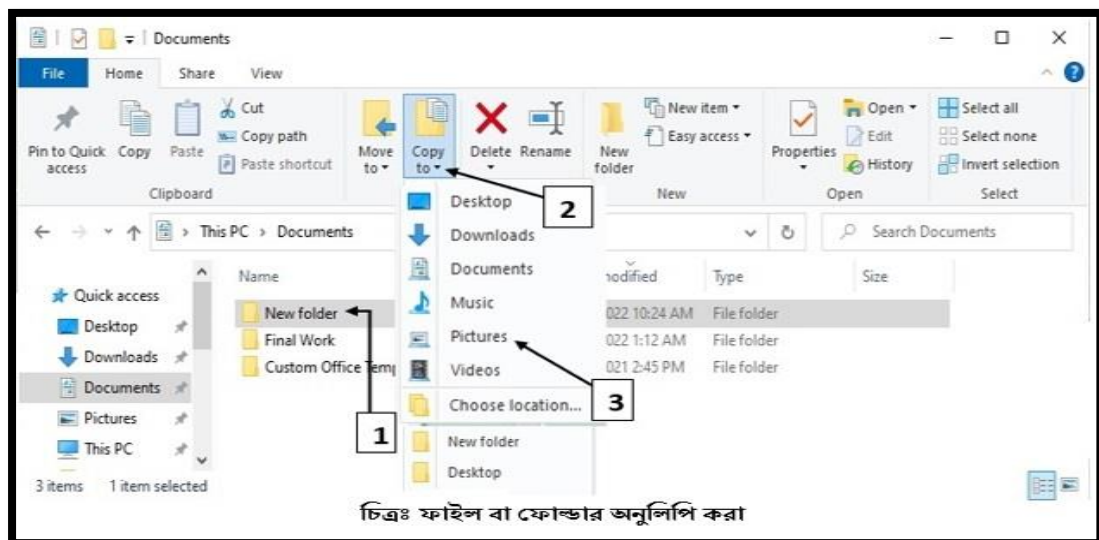 Documents
File Home Share View
Pin to Quick access
Copy
Paste
Cut
Copy path
Paste shortcut
Clipboard
Move to
Copy to
Delete
Rename
New folder
New item
Easy access
New
Properties
Open
Edit
History
Open
Select all
Select none
Invert selection
Select
This PC > Documents
Search Documents
Quick access
Desktop
Downloads
Documents
Pictures
This PC
Name
Type
Size
New folder
022 10:24 AM File folder
Final Work
022 1:12 AM File folder
Custom Office
021 2:45 PM File folder
Desktop
Downloads
Documents
Music
Pictures
Videos
Choose location...
New folder
Desktop
1
2
3
3 items 1 item selected
চিত্রঃ ফাইল বা ফোল্ডার অনুলিপি করা